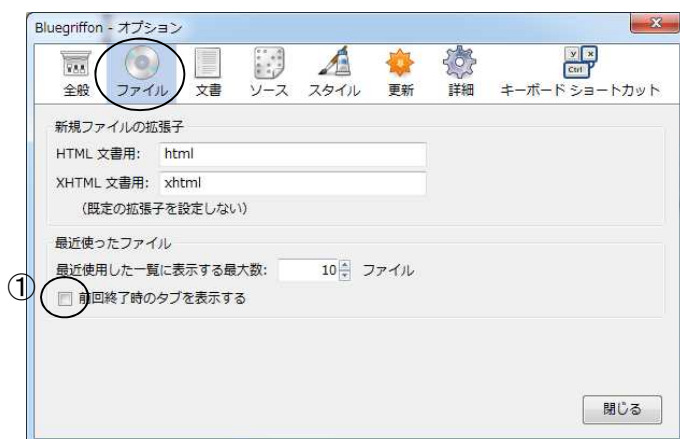 Bluegriffon - オプション
全般 ファイル 文書 ソース スタイル 更新 詳細 キーボード ショートカット
新規ファイルの拡張子
HTML 文書用: html
XHTML 文書用: xhtml
(既定の拡張子を設定しない)
最近使ったファイル
最近使用した一覧に表示する最大数: 10 ファイル
① 前回終了時のタブを表示する
閉じる